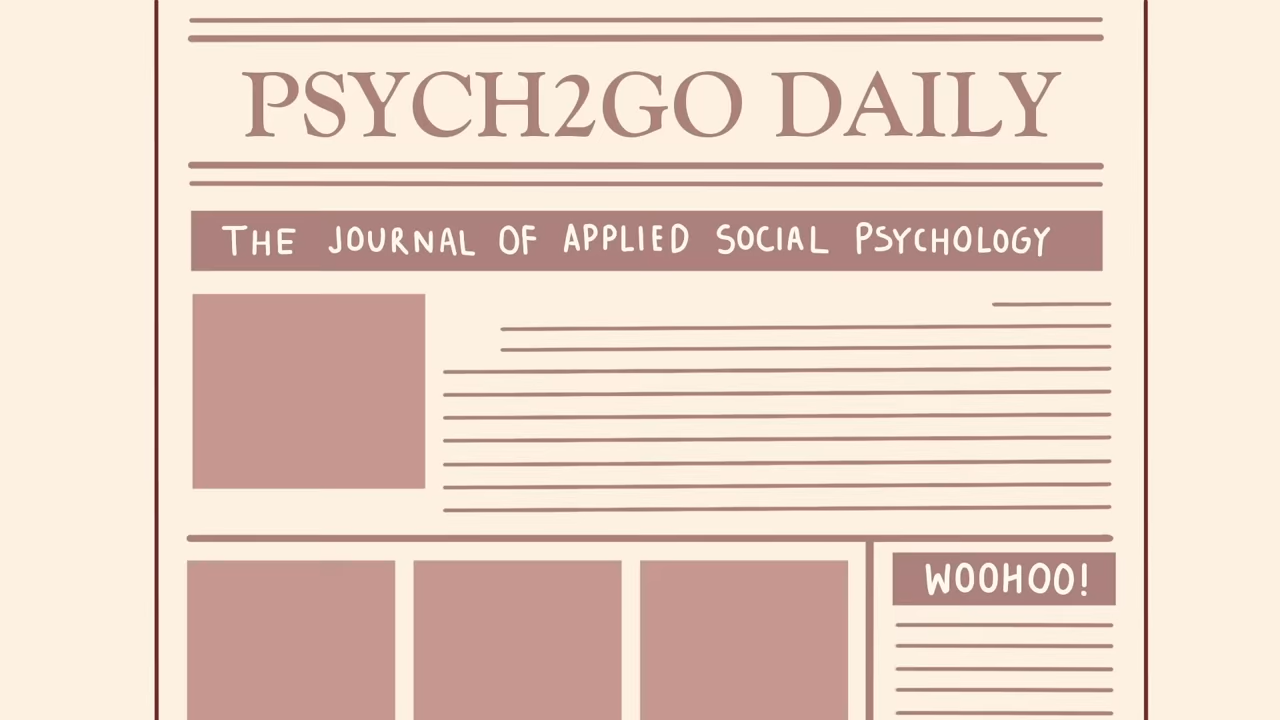 PSYCH2GO DAILY
THE JOURNAL OF APPLIED SOCIAL PSYCHOLOGY
WOOHOO!